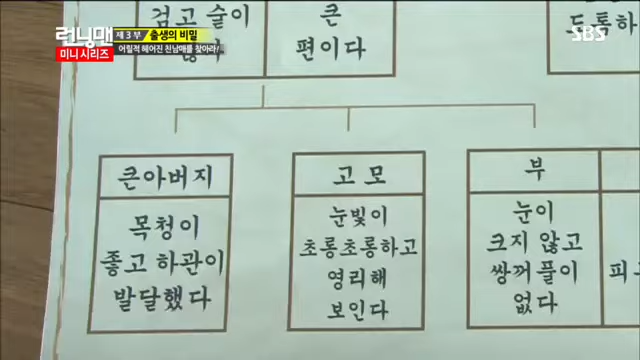 런닝맨
미니 시리즈
제 3 부 출생의 비밀
어릴적 헤어진 친남매를 찾아라!
SBS
검고 술이
큰
편이다
큰아버지
목청이
좋고 하관이
발달했다
고 모
눈빛이
초롱초롱하고
영리해
보인다
부
눈이
크지 않고
쌍꺼풀이
없다